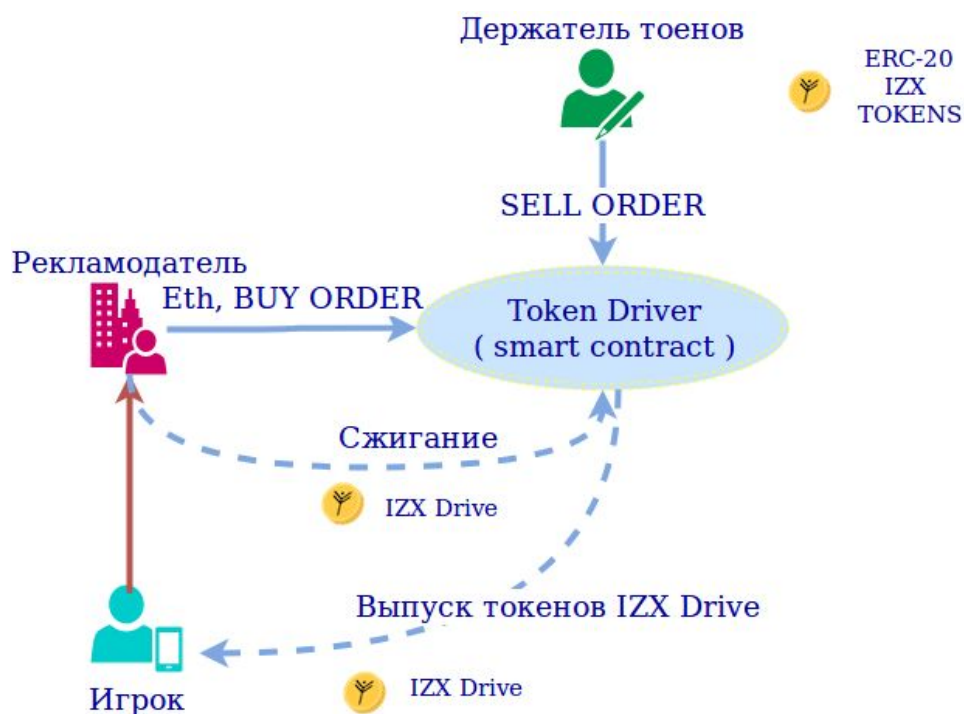 Держатель тоенов
ERC-20
IZX
TOKENS
SELL ORDER
Рекламодатель
Eth, BUY ORDER
Token Driver
( smart contract )
Сжигание
IZX Drive
Выпуск токенов IZX Drive
IZX Drive
Игрок